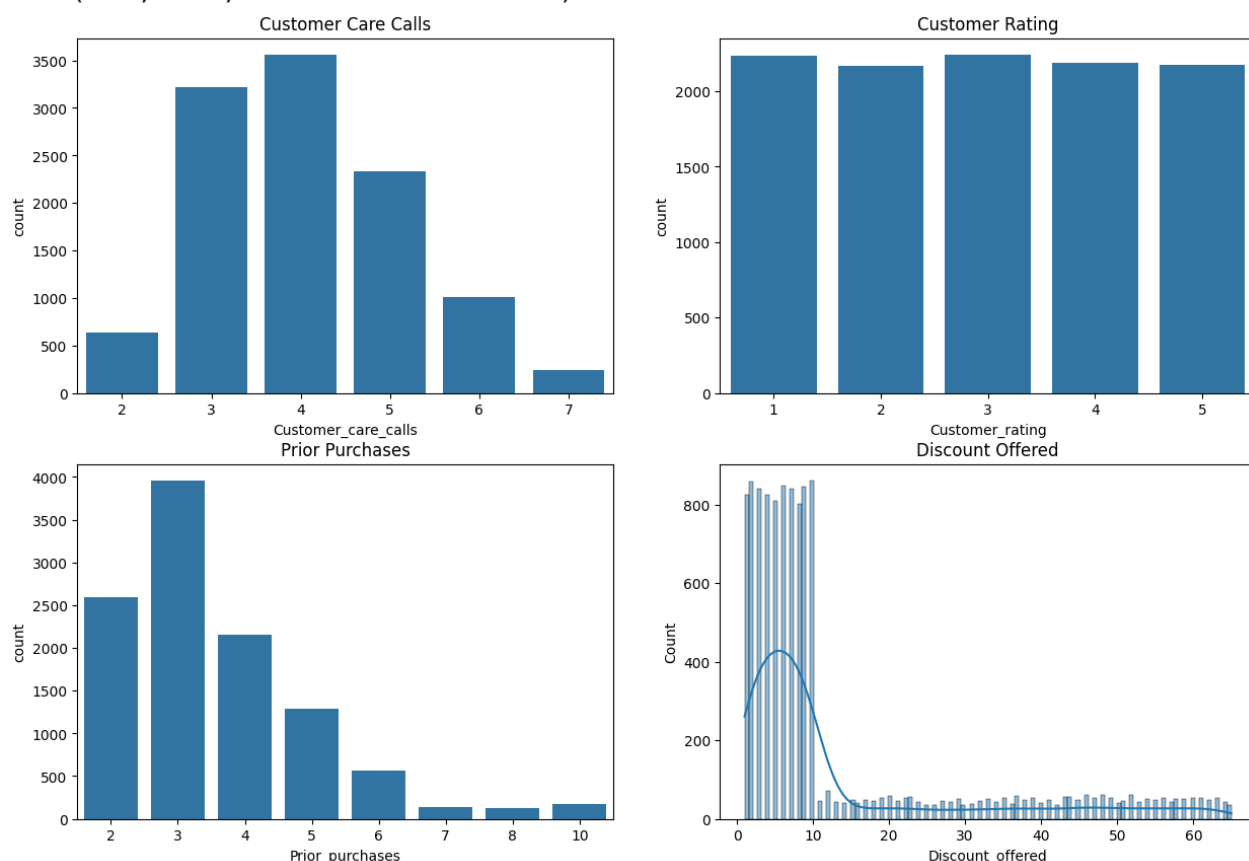 Customer Care Calls
3500
3000
2500
2000
1500
1000
500
0
count
2 3 4 5 6 7
Customer_care_calls
Customer Rating
2000
1500
1000
500
0
count
1 2 3 4 5
Customer_rating
Prior Purchases
4000
3500
3000
2500
2000
1500
1000
500
0
count
2 3 4 5 6 7 8 10
Prior_purchases
Discount Offered
800
600
400
200
0
Count
0 10 20 30 40 50 60
Discount_offered